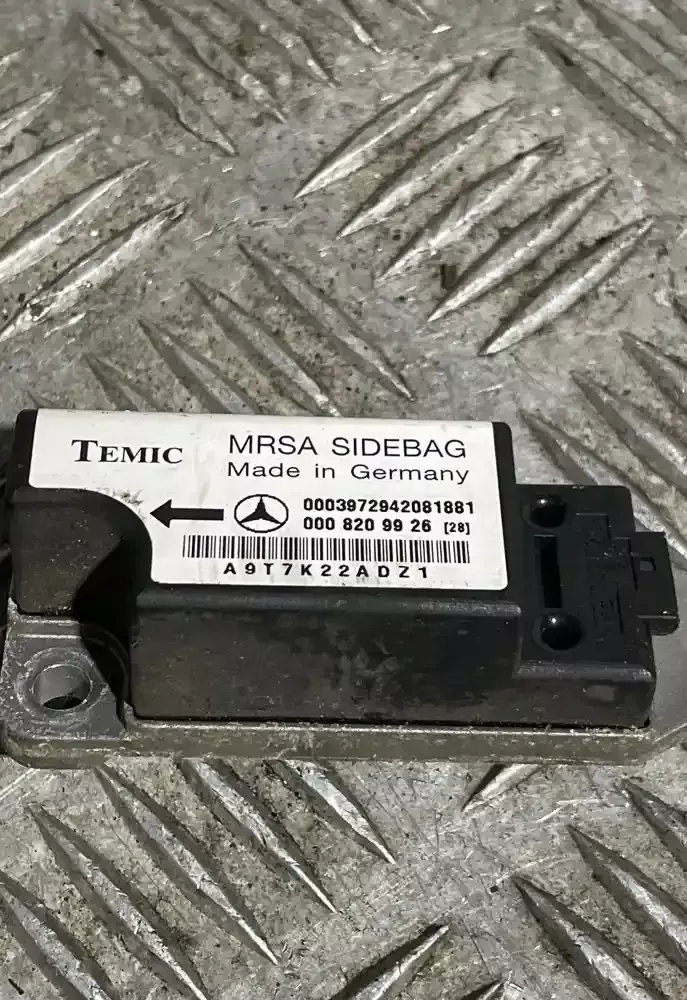 TEMIC
MRSA SIDEBAG
Made in Germany
0003972942081881
000 820 99 26 [28]
A9T7K22ADZ1